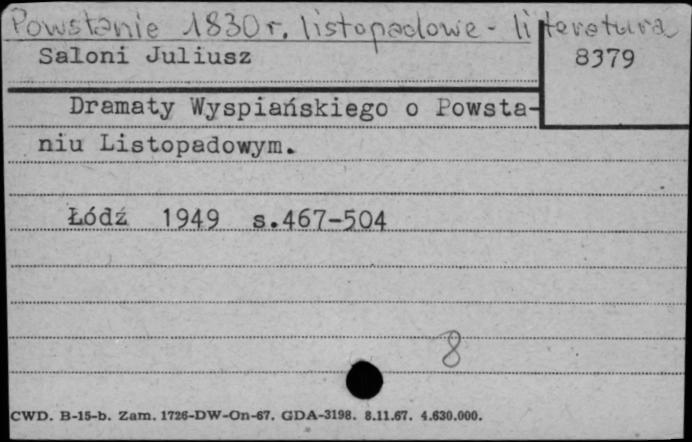 Powstanie 1830 r. listopadowe - literatura
Saloni Juliusz
8379
Dramaty Wyspiańskiego o Powsta-
niu Listopadowym.
Łódź 1949 s.467-504
8
CWD. B-15-b. Zam. 1726-DW-On-67. GDA-3198. 8.11.67. 4.630.000.